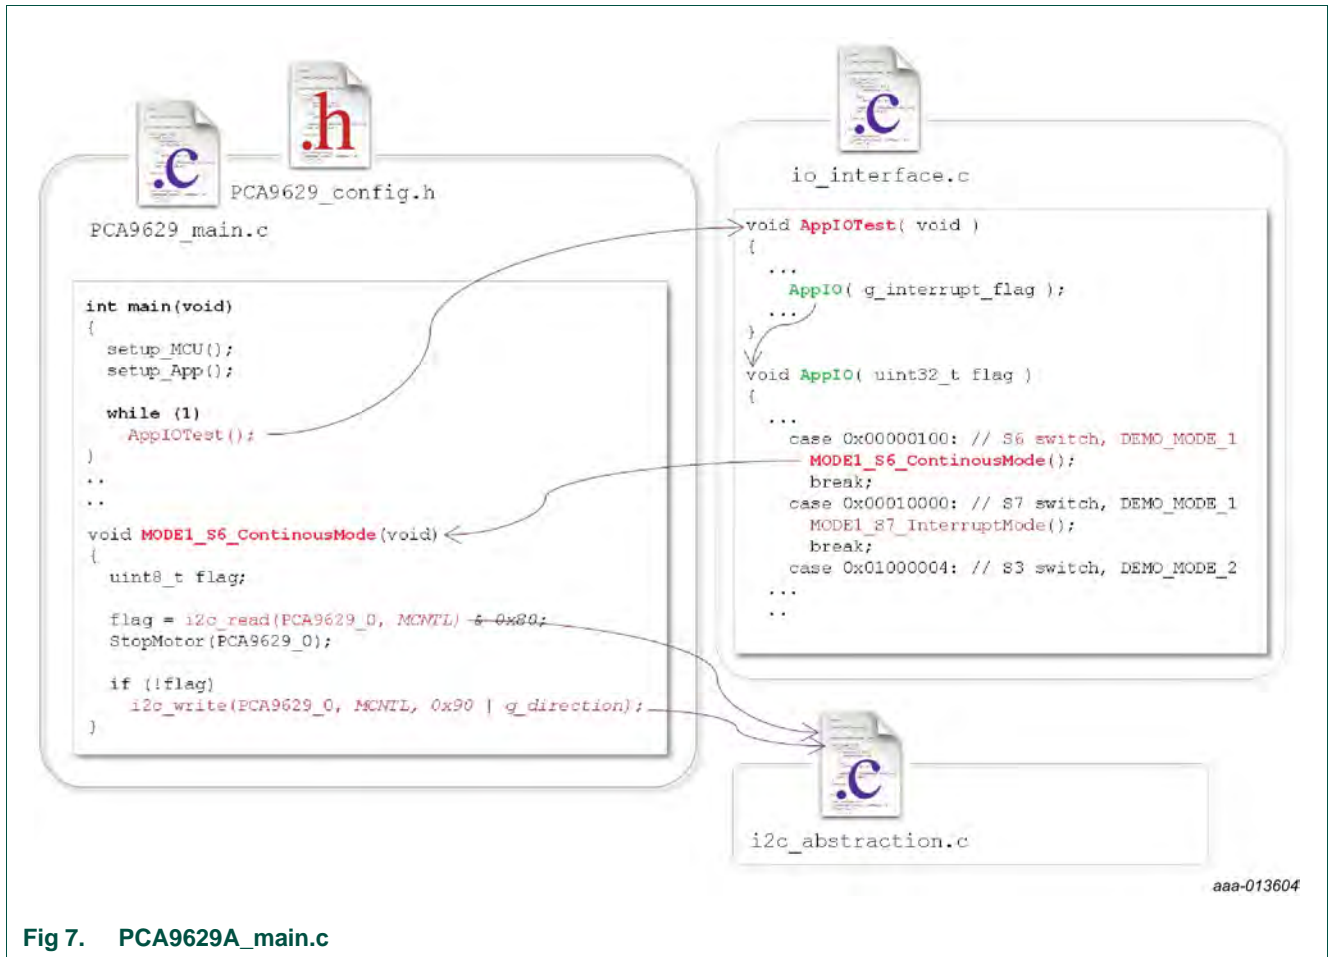 .h
.c
PCA9629_config.h
PCA9629_main.c
int main(void)
{
setup_MCU();
setup_App();
while (1)
AppIOTest();
}
..
..
void MODE1_S6_ContinousMode(void)
{
uint8_t flag;
flag = i2c_read(PCA9629_0, MCNTL) & 0x80;
StopMotor(PCA9629_0);
if (!flag)
i2c_write(PCA9629_0, MCNTL, 0x90 | g_direction);
}
.c
io_interface.c
void AppIOTest( void )
{
...
AppIO( g_interrupt_flag );
...
}
void AppIO( uint32_t flag )
{
...
case 0x00000100: // S6 switch, DEMO_MODE_1
MODE1_S6_ContinousMode();
break;
case 0x00010000: // S7 switch, DEMO_MODE_1
MODE1_S7_InterruptMode();
break;
case 0x01000004: // S3 switch, DEMO_MODE_2
...
..
.c
i2c_abstraction.c
aaa-013604
Fig 7. PCA9629A_main.c